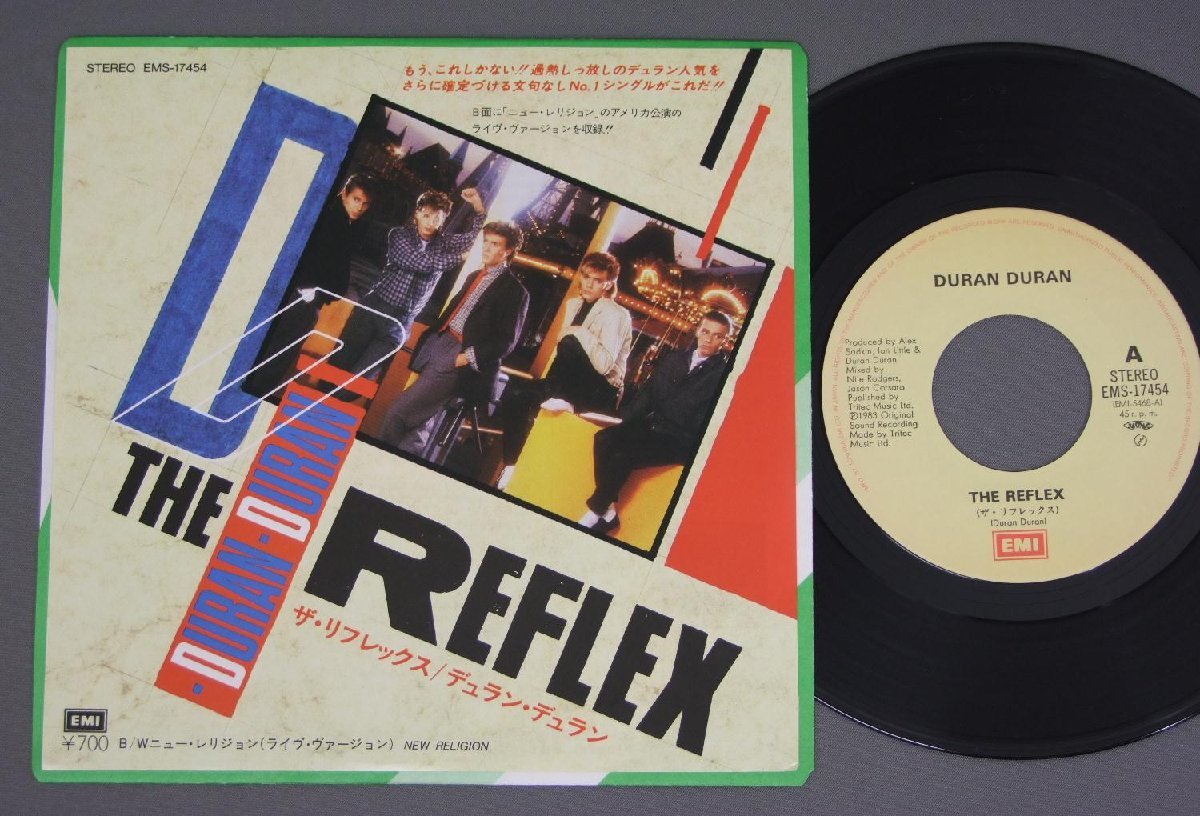 STEREO EMS-17454
もう、これしかない!! 過熱しっ放しのデュラン人気を
さらに確定づける文句なしNo.1シングルがこれだ!!
B面に「ニュー・レリジョン」のアメリカ公演の
ライヴ・ヴァージョンを収録!!
THE REFLEX
・DURAN・DURAN
ザ・リフレックス/デュラン・デュラン
EMI
¥700 B/Wニュー・レリジョン(ライヴ・ヴァージョン) NEW RELIGION
DURAN DURAN
Produced by Alex
Sadkin, Ian Little &
Duran Duran
Mixed by
Nile Rodgers,
Jason Corsaro
Published by
Tritec Music Ltd.
℗1983 Original
Sound Recording
Made by Tritec
Music Ltd.
A
STEREO
EMS-17454
(EMI-5468-A)
45 r.p.m.
THE REFLEX
(ザ・リフレックス)
(Duran Duran)
EMI